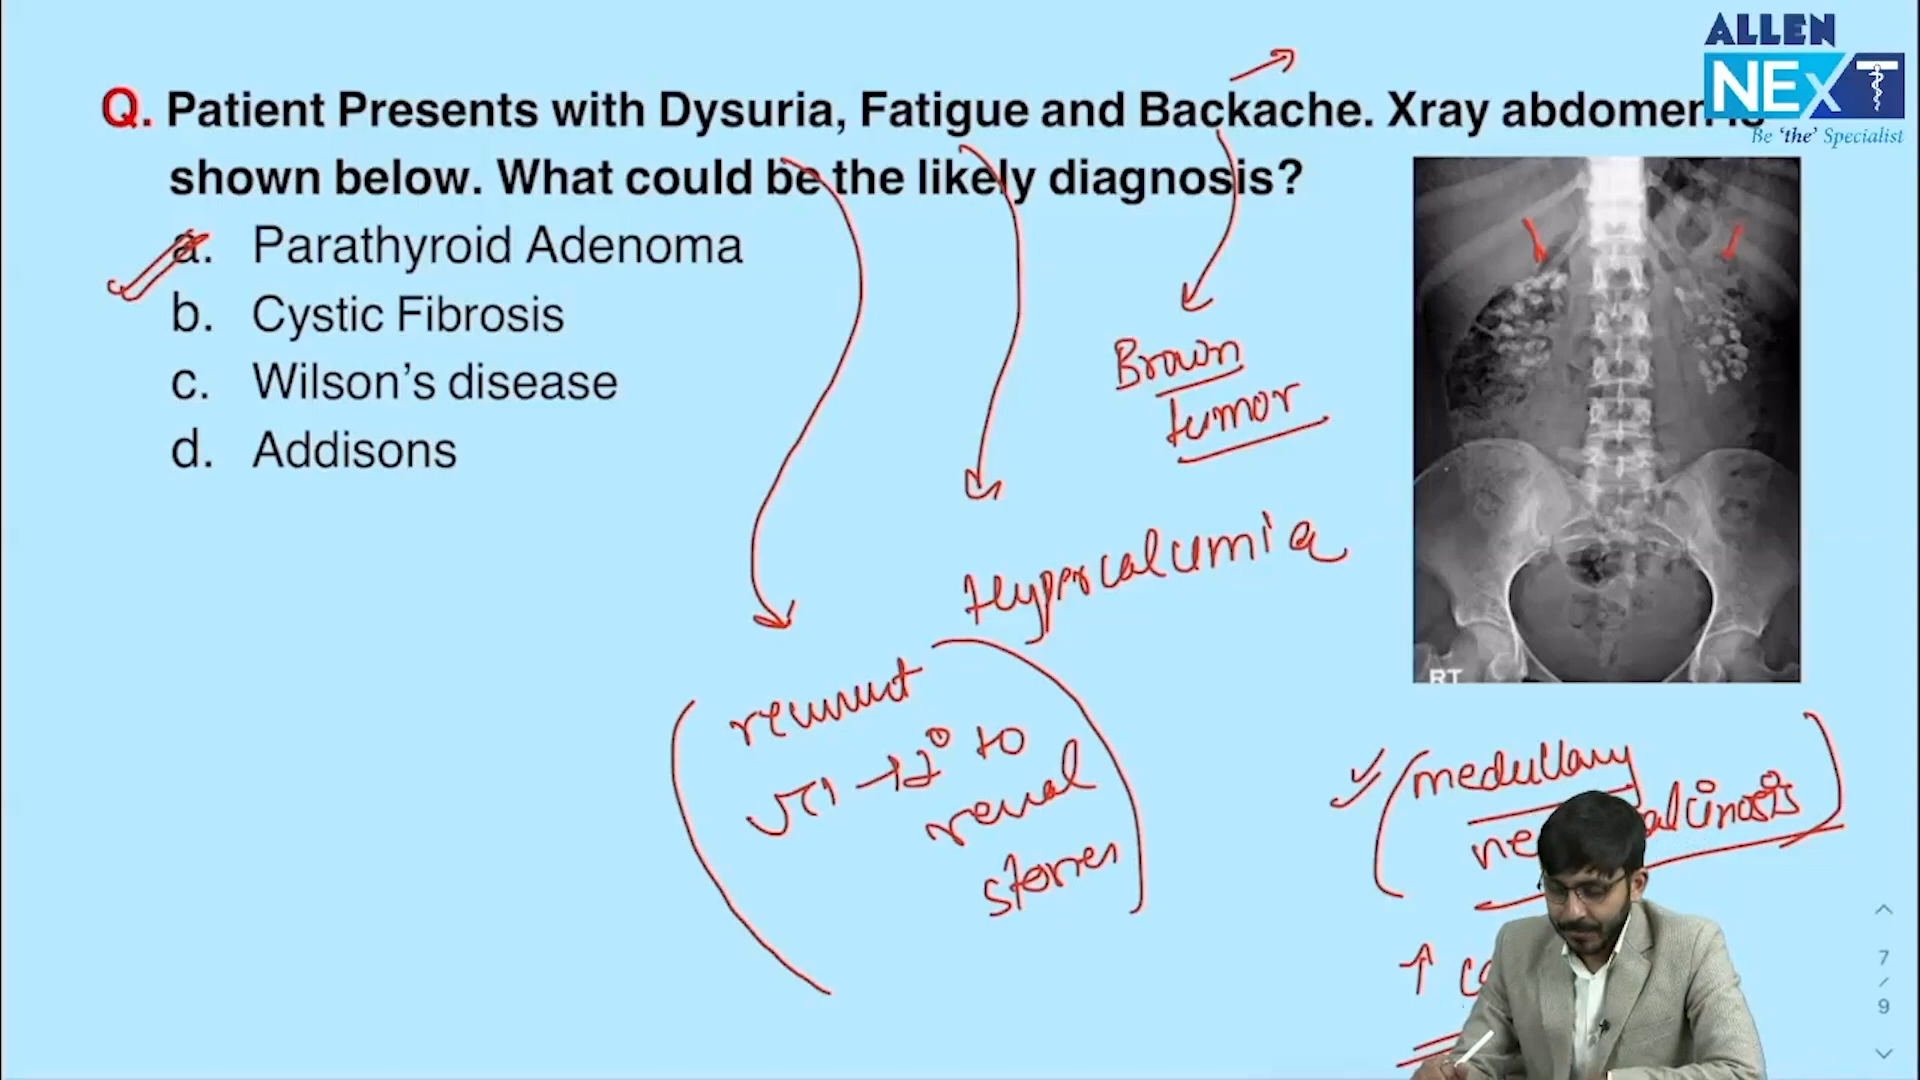 ALLEN
NExT
Be 'the' Specialist
Q. Patient Presents with Dysuria, Fatigue and Backache. Xray abdomen is
shown below. What could be the likely diagnosis?
a. Parathyroid Adenoma
b. Cystic Fibrosis
c. Wilson's disease
d. Addisons
Brown
tumor
Hypercalcemia
recurrent
UTI → 2° to
renal
stones
RT
medullary
7
/
9